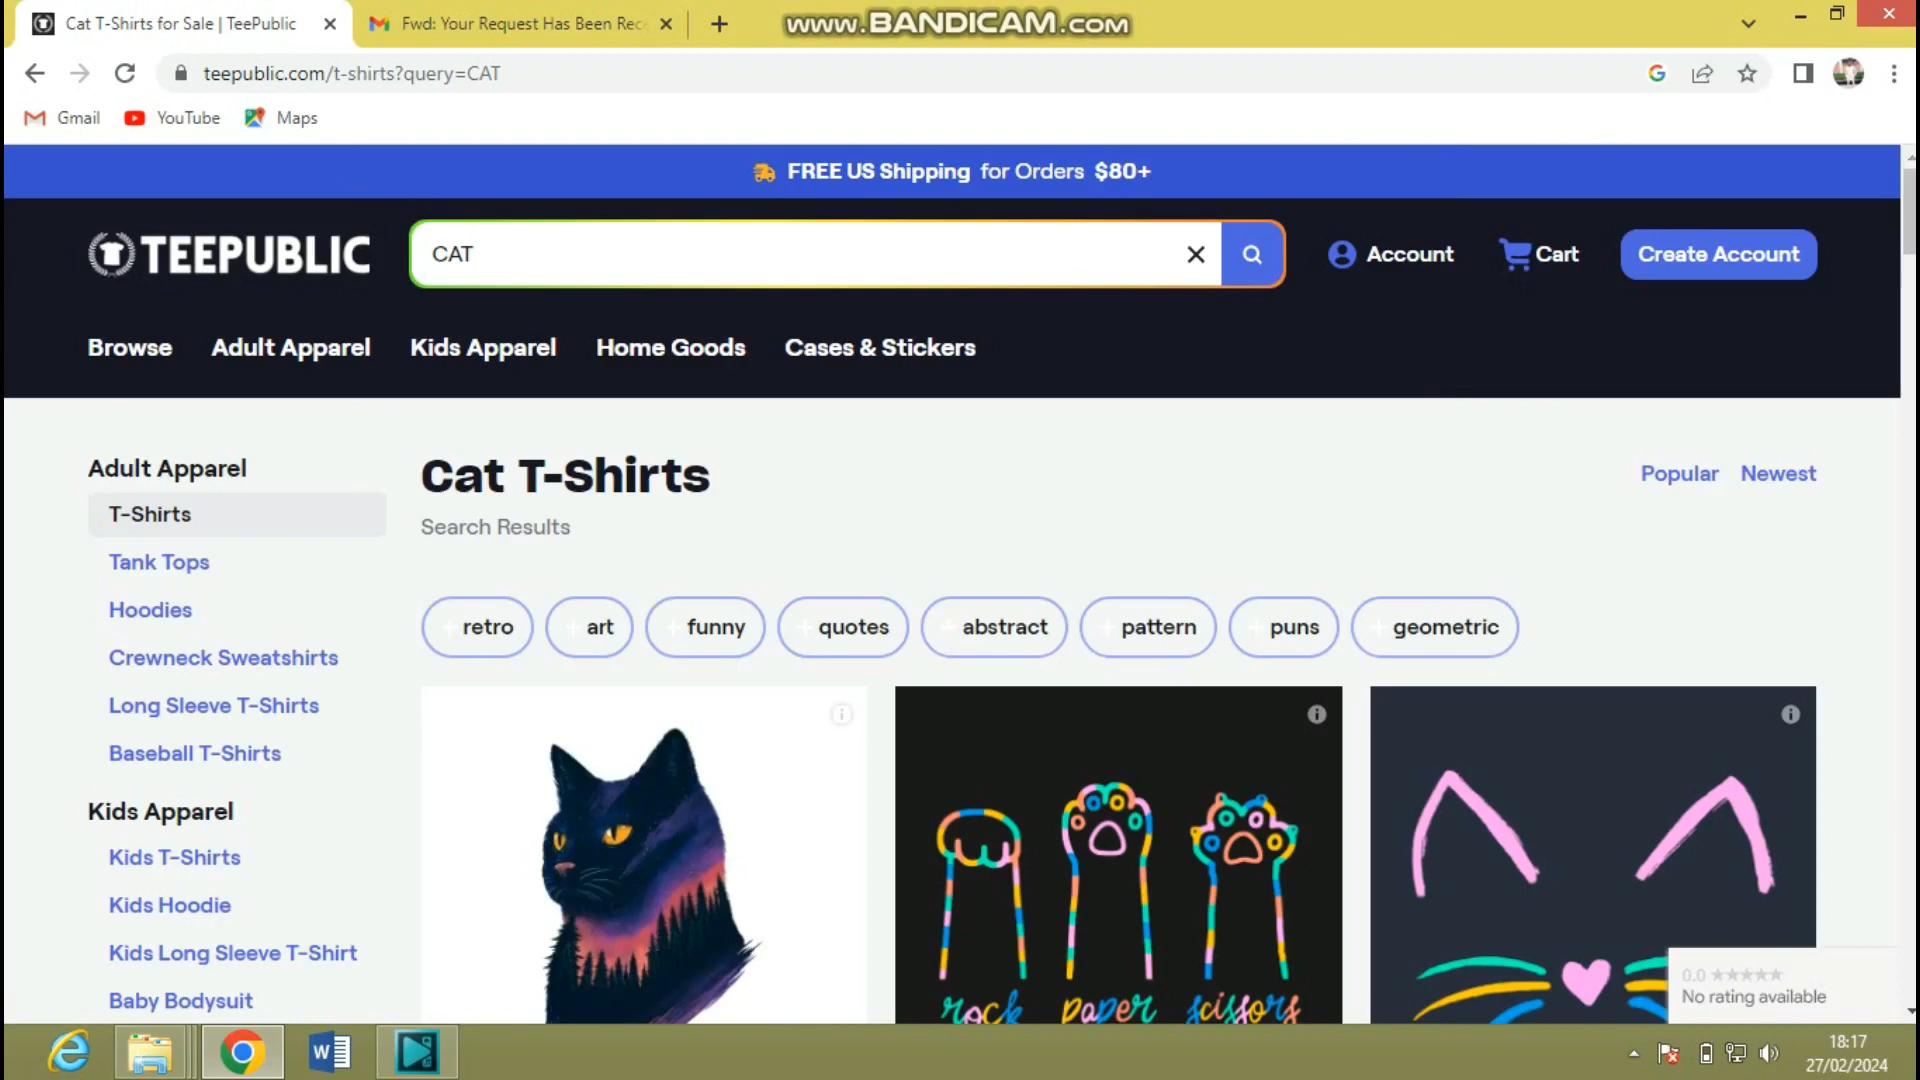 Cat T-Shirts for Sale | TeePublic
Fwd: Your Request Has Been Rec
www.BANDICAM.com
teepublic.com/t-shirts?query=CAT
Gmail
YouTube
Maps
FREE US Shipping for Orders $80+
TEEPUBLIC
CAT
Account
Cart
Create Account
Browse
Adult Apparel
Kids Apparel
Home Goods
Cases & Stickers
Adult Apparel
T-Shirts
Tank Tops
Hoodies
Crewneck Sweatshirts
Long Sleeve T-Shirts
Baseball T-Shirts
Kids Apparel
Kids T-Shirts
Kids Hoodie
Kids Long Sleeve T-Shirt
Baby Bodysuit
Cat T-Shirts
Popular
Newest
Search Results
+ retro
+ art
+ funny
+ quotes
+ abstract
+ pattern
+ puns
+ geometric
rock paper scissors
0.0 ★★★★★
No rating available
18:17
27/02/2024